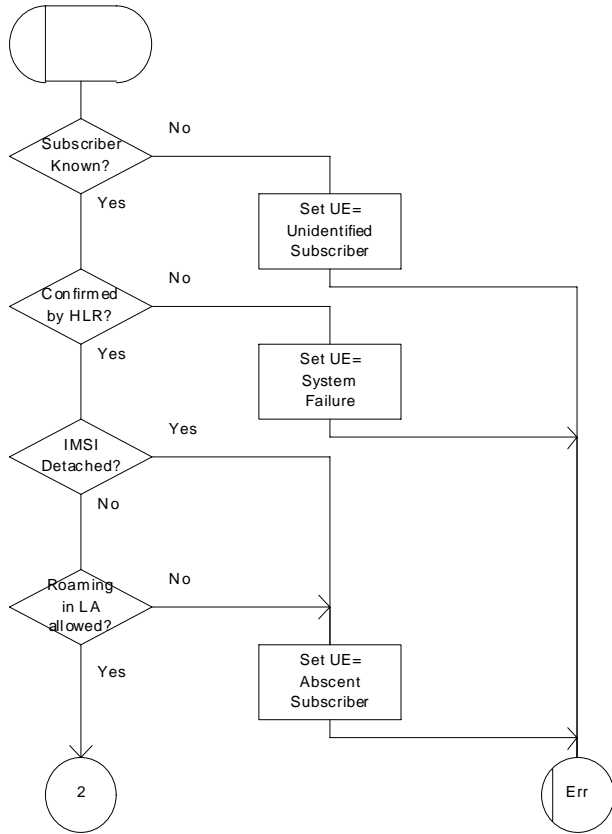 No
Subscriber
Known?
Yes
Set UE=
Unidentified
Subscriber
No
Confirmed
by HLR?
Yes
Set UE=
System
Failure
Yes
IMSI
Detached?
No
No
Roaming
in LA
allowed?
Yes
Set UE=
Abscent
Subscriber
2
Err